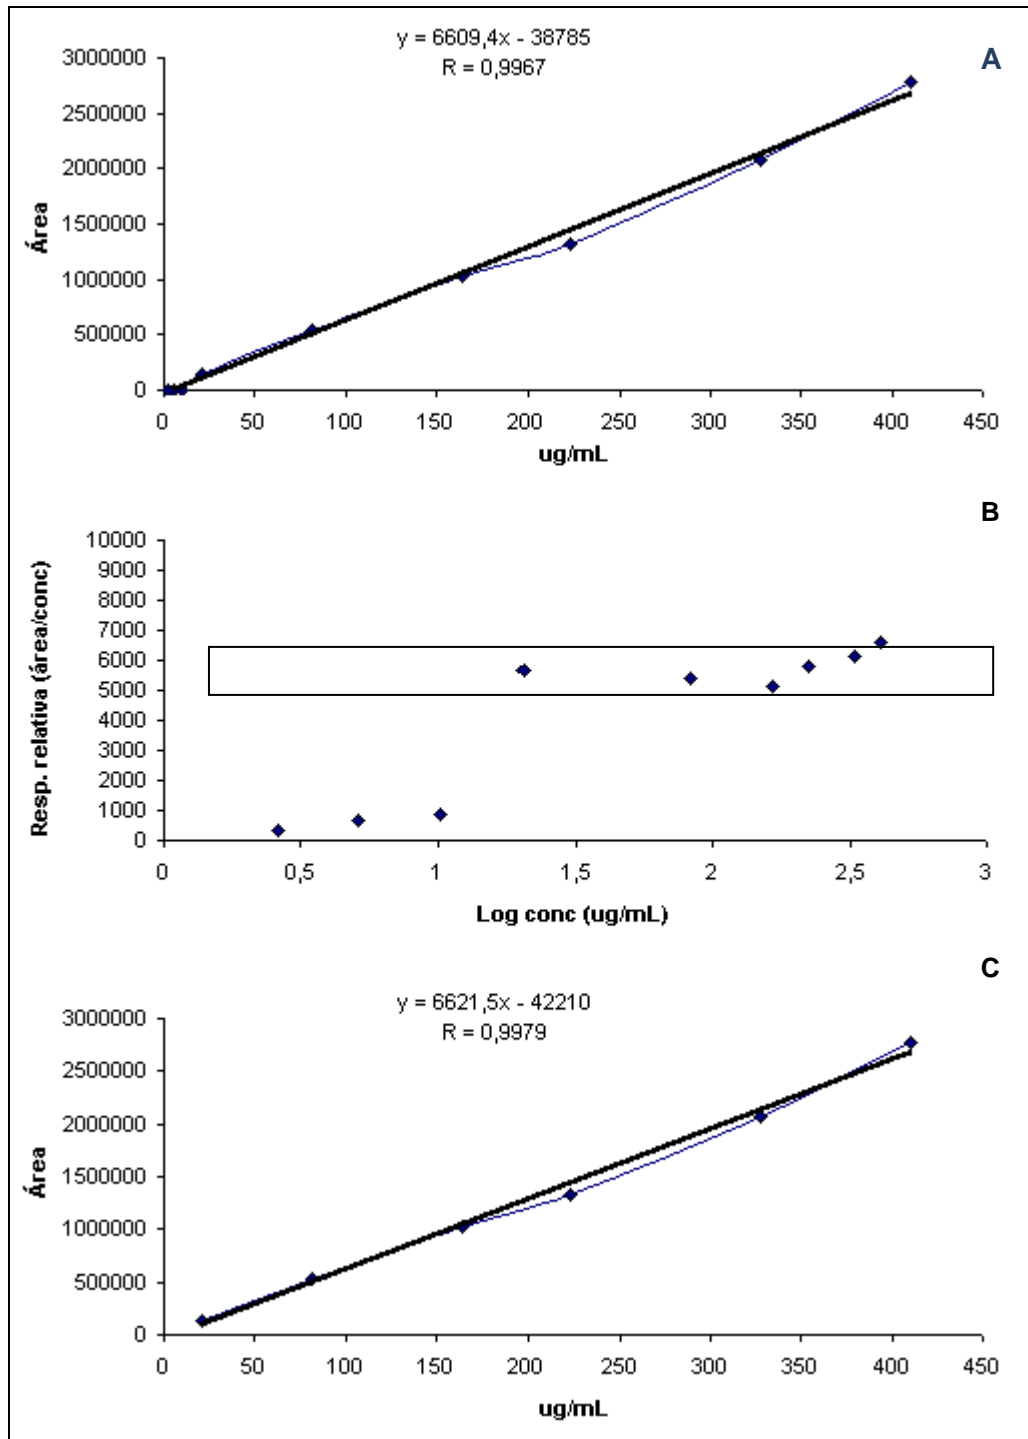 y = 6609,4x - 38785
R = 0,9967
A
3000000
2500000
2000000
1500000
1000000
500000
0
Área
0 50 100 150 200 250 300 350 400 450
ug/mL
B
10000
9000
8000
7000
6000
5000
4000
3000
2000
1000
0
Resp. relativa (área/conc)
0 0,5 1 1,5 2 2,5 3
Log conc (ug/mL)
C
y = 6621,5x - 42210
R = 0,9979
3000000
2500000
2000000
1500000
1000000
500000
0
Área
0 50 100 150 200 250 300 350 400 450
ug/mL